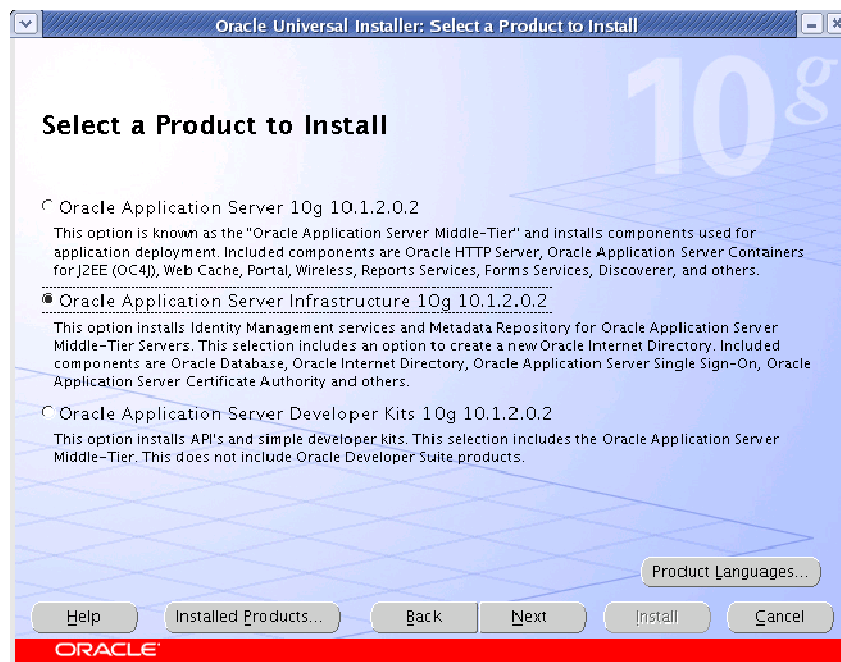 Oracle Universal Installer: Select a Product to Install
10g
Select a Product to Install
Oracle Application Server 10g 10.1.2.0.2
This option is known as the "Oracle Application Server Middle-Tier" and installs components used for
application deployment. Included components are Oracle HTTP Server, Oracle Application Server Containers
for J2EE (OC4J), Web Cache, Portal, Wireless, Reports Services, Forms Services, Discoverer, and others.
Oracle Application Server Infrastructure 10g 10.1.2.0.2
This option installs Identity Management services and Metadata Repository for Oracle Application Server
Middle-Tier Servers. This selection includes an option to create a new Oracle Internet Directory. Included
components are Oracle Database, Oracle Internet Directory, Oracle Application Server Single Sign-On, Oracle
Application Server Certificate Authority and others.
Oracle Application Server Developer Kits 10g 10.1.2.0.2
This option installs API's and simple developer kits. This selection includes the Oracle Application Server
Middle-Tier. This does not include Oracle Developer Suite products.
Product Languages...
Help Installed Products... Back Next Install Cancel
ORACLE